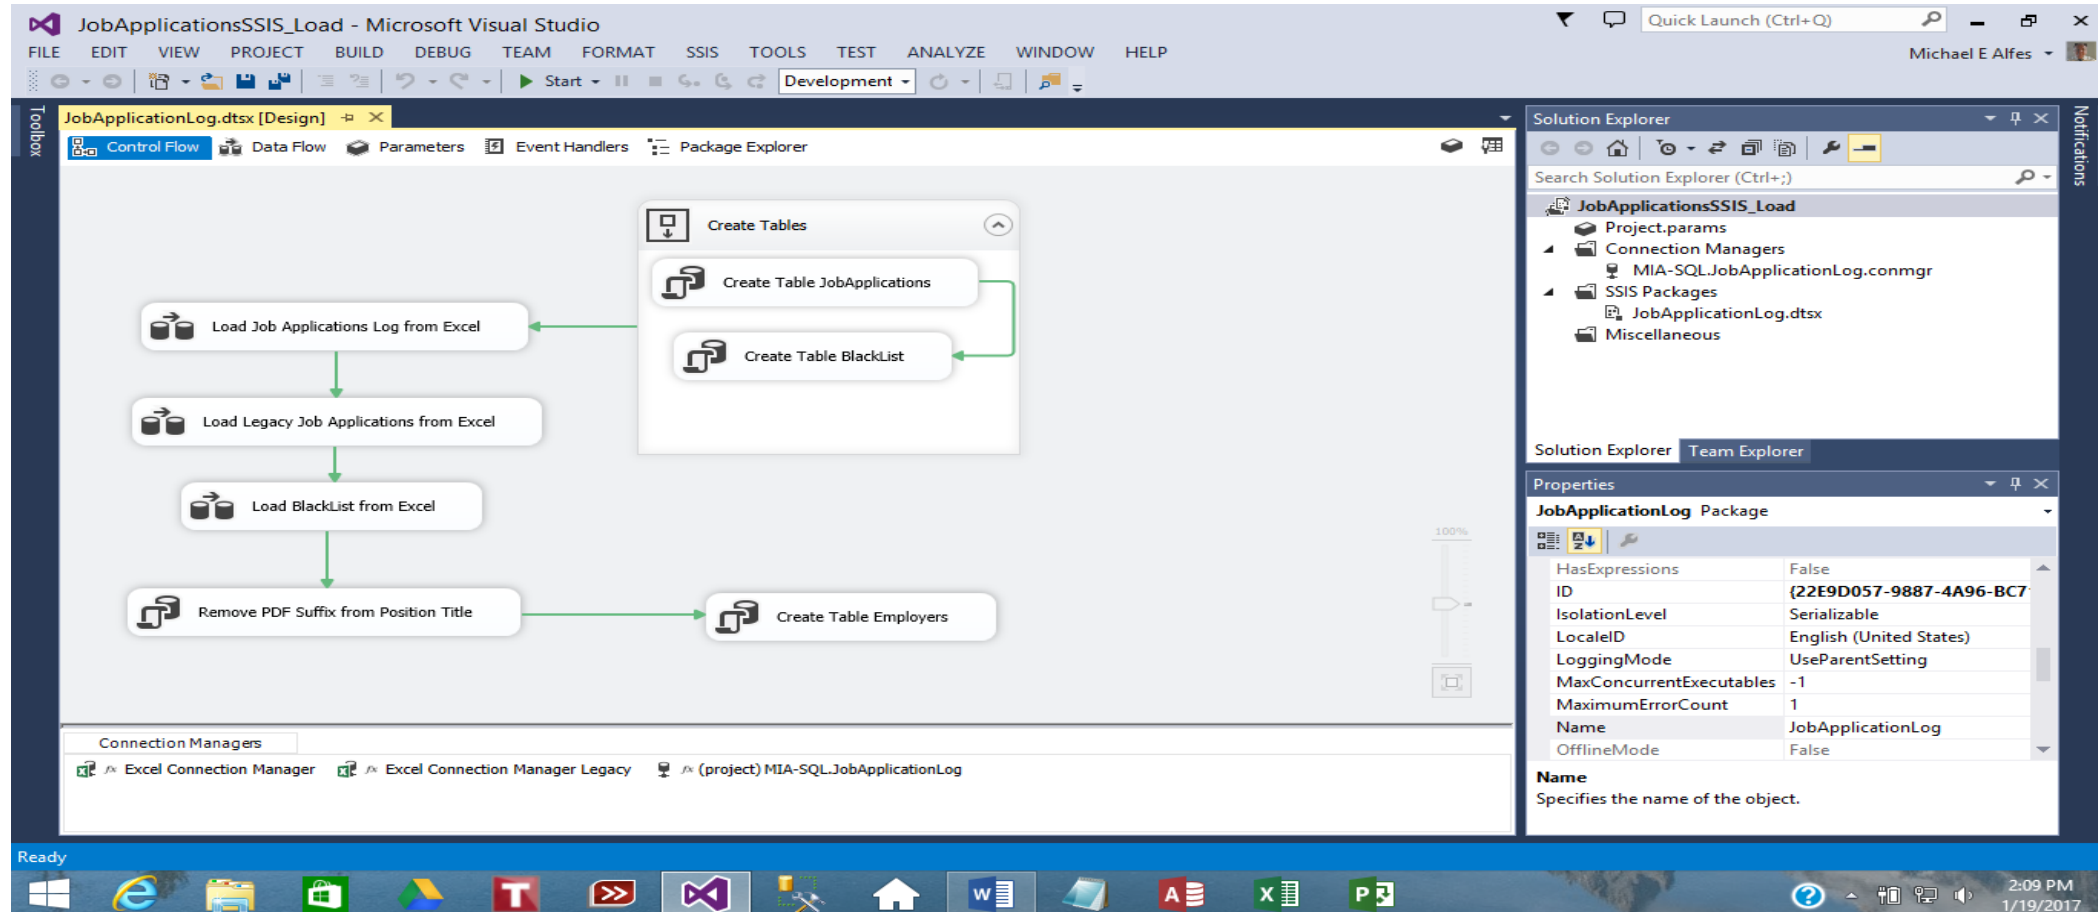 JobApplicationsSSIS_Load - Microsoft Visual Studio
Quick Launch (Ctrl+Q)
FILE EDIT VIEW PROJECT BUILD DEBUG TEAM FORMAT SSIS TOOLS TEST ANALYZE WINDOW HELP
Michael E Alfes
Start
Development
Toolbox
JobApplicationLog.dtsx [Design]
Control Flow Data Flow Parameters Event Handlers Package Explorer
Create Tables
Create Table JobApplications
Load Job Applications Log from Excel
Create Table BlackList
Load Legacy Job Applications from Excel
Load BlackList from Excel
Remove PDF Suffix from Position Title
Create Table Employers
100%
Connection Managers
fx Excel Connection Manager fx Excel Connection Manager Legacy fx (project) MIA-SQL.JobApplicationLog
Solution Explorer
Search Solution Explorer (Ctrl+;)
JobApplicationsSSIS_Load
Project.params
Connection Managers
MIA-SQL.JobApplicationLog.conmgr
SSIS Packages
JobApplicationLog.dtsx
Miscellaneous
Solution Explorer Team Explorer
Properties
JobApplicationLog Package
HasExpressions False
ID {22E9D057-9887-4A96-BC7
IsolationLevel Serializable
LocaleID English (United States)
LoggingMode UseParentSetting
MaxConcurrentExecutables -1
MaximumErrorCount 1
Name JobApplicationLog
OfflineMode False
Name
Specifies the name of the object.
Notifications
Ready
2:09 PM
1/19/2017